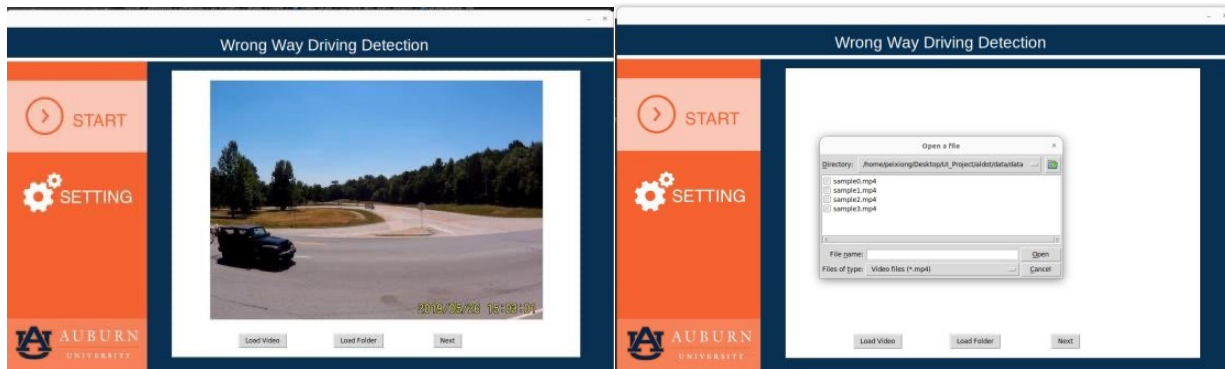 Wrong Way Driving Detection
START
SETTING
2019/05/26 15:03:01
AUBURN
UNIVERSITY
Load Video
Load Folder
Next
Wrong Way Driving Detection
START
SETTING
Open a File
Directory: /home/peixiong/Desktop/UI_Project/aldot/data/data
sample0.mp4
sample1.mp4
sample2.mp4
sample3.mp4
File name:
Open
Files of type: Video files (*.mp4)
Cancel
AUBURN
UNIVERSITY
Load Video
Load Folder
Next